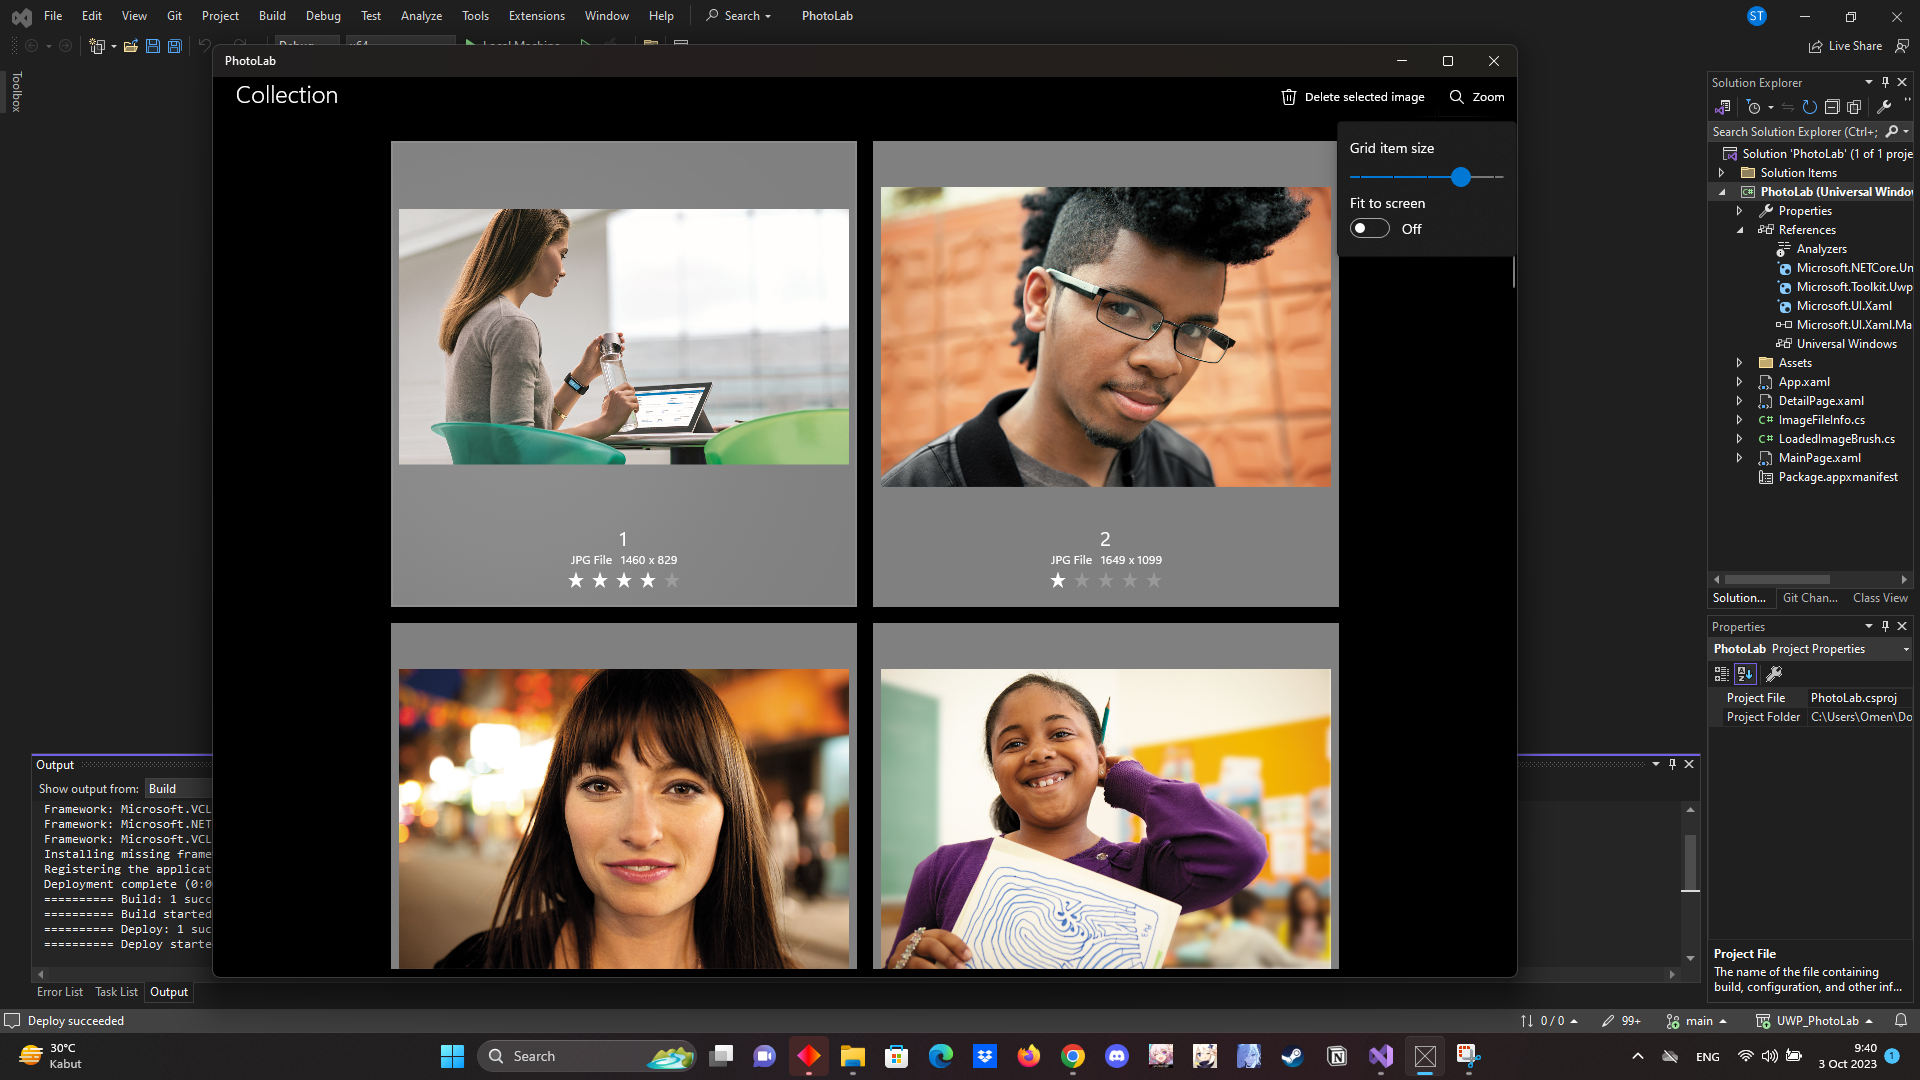 File Edit View Git Project Build Debug Test Analyze Tools Extensions Window Help Search PhotoLab ST
Live Share
Toolbox
PhotoLab
Collection
Delete selected image Zoom
Grid item size
Fit to screen
Off
1
JPG File 1460 x 829
2
JPG File 1649 x 1099
Solution Explorer
Search Solution Explorer (Ctrl+;
Solution 'PhotoLab' (1 of 1 proje
Solution Items
PhotoLab (Universal Windo
Properties
References
Analyzers
Microsoft.NETCore.Un
Microsoft.Toolkit.Uwp
Microsoft.UI.Xaml
Microsoft.UI.Xaml.Ma
Universal Windows
Assets
App.xaml
DetailPage.xaml
C# ImageFileInfo.cs
C# LoadedImageBrush.cs
MainPage.xaml
Package.appxmanifest
Solution... Git Chan... Class View
Properties
PhotoLab Project Properties
Project File PhotoLab.csproj
Project Folder C:\Users\Omen\Do
Project File
The name of the file containing
build, configuration, and other inf...
Output
Show output from: Build
Framework: Microsoft.VCL
Framework: Microsoft.NET
Framework: Microsoft.VCL
Installing missing frame
Registering the applicat
Deployment complete (0:0
========== Build: 1 succ
========== Build started
========== Deploy: 1 suc
========== Deploy starte
Error List Task List Output
Deploy succeeded
0 / 0 99+ main UWP_PhotoLab
30°C
Kabut
Search
ENG
9:40
3 Oct 2023
1